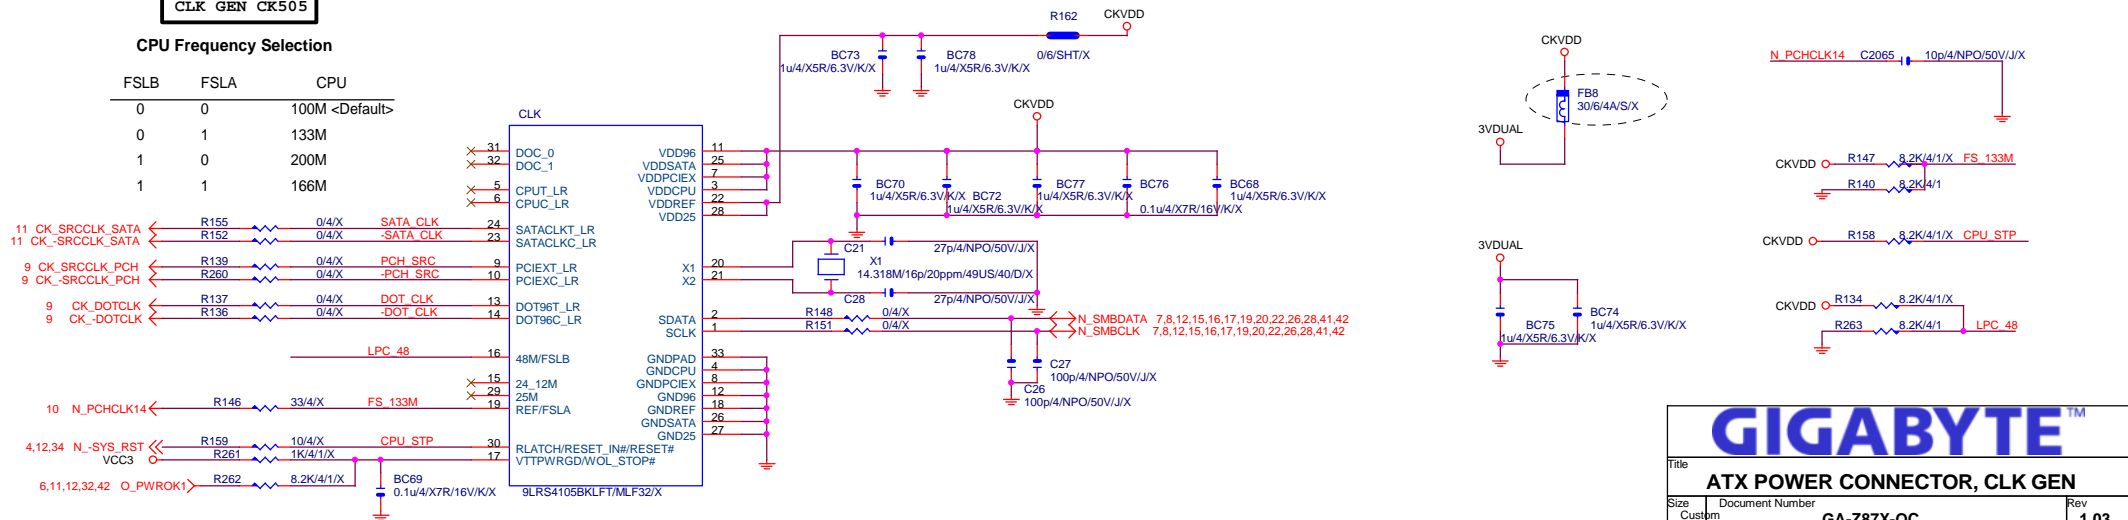 CLK GEN CK505
CPU Frequency Selection
FSLB FSLA CPU
0 0 100M <Default>
0 1 133M
1 0 200M
1 1 166M
CLK
31 DOC_0
32 DOC_1
5 CPUT_LR
6 CPUC_LR
11 CK_SRCCLK_SATA R155 0/4/X SATA_CLK 24 SATACLKT_LR
11 CK_-SRCCLK_SATA R152 0/4/X -SATA_CLK 23 SATACLKC_LR
9 CK_SRCCLK_PCH R139 0/4/X PCH_SRC 9 PCIEXT_LR
9 CK_-SRCCLK_PCH R260 0/4/X -PCH_SRC 10 PCIEXC_LR
9 CK_DOTCLK R137 0/4/X DOT_CLK 13 DOT96T_LR
9 CK_-DOTCLK R136 0/4/X -DOT_CLK 14 DOT96C_LR
LPC_48 16 48M/FSLB
15 24_12M
29 25M
10 N_PCHCLK14 R146 33/4/X FS_133M 19 REF/FSLA
4,12,34 N_-SYS_RST R159 10/4/X CPU_STP 30 RLATCH/RESET_IN#/RESET#
VCC3 R261 1K/4/1/X 17 VTTPWRGD/WOL_STOP#
6,11,12,32,42 O_PWROK1 R262 8.2K/4/1/X
BC69
0.1u/4/X7R/16V/K/X
9LRS4105BKLFT/MLF32/X
VDD96 11
VDDSATA 25
VDDPCIEX 7
VDDCPU 3
VDDREF 22
VDD25 28
X1 20
X2 21
SDATA 2
SCLK 1
GNDPAD 33
GNDCPU 4
GNDPCIEX 8
GND96 12
GNDREF 18
GNDSATA 26
GND25 27
R162 CKVDD
0/6/SHT/X
BC73
1u/4/X5R/6.3V/K/X
BC78
1u/4/X5R/6.3V/K/X
CKVDD
BC70
1u/4/X5R/6.3V/K/X
BC72
1u/4/X5R/6.3V/K/X
BC77
1u/4/X5R/6.3V/K/X
BC76
0.1u/4/X7R/16V/K/X
BC68
1u/4/X5R/6.3V/K/X
C21 27p/4/NPO/50V/J/X
X1
14.318M/16p/20ppm/49US/40/D/X
C28 27p/4/NPO/50V/J/X
R148 0/4/X N_SMBDATA 7,8,12,15,16,17,19,20,22,26,28,41,42
R151 0/4/X N_SMBCLK 7,8,12,15,16,17,19,20,22,26,28,41,42
C27
100p/4/NPO/50V/J/X
C26
100p/4/NPO/50V/J/X
CKVDD
FB8
30/6/4A/S/X
3VDUAL
3VDUAL
BC75
1u/4/X5R/6.3V/K/X
BC74
1u/4/X5R/6.3V/K/X
N_PCHCLK14 C2065 10p/4/NPO/50V/J/X
CKVDD R147 8.2K/4/1/X FS_133M
R140 8.2K/4/1
CKVDD R158 8.2K/4/1/X CPU_STP
CKVDD R134 8.2K/4/1/X
R263 8.2K/4/1 LPC_48
GIGABYTE™
Title
ATX POWER CONNECTOR, CLK GEN
Size Document Number Rev
Custom GA-Z87X-OC 1.03